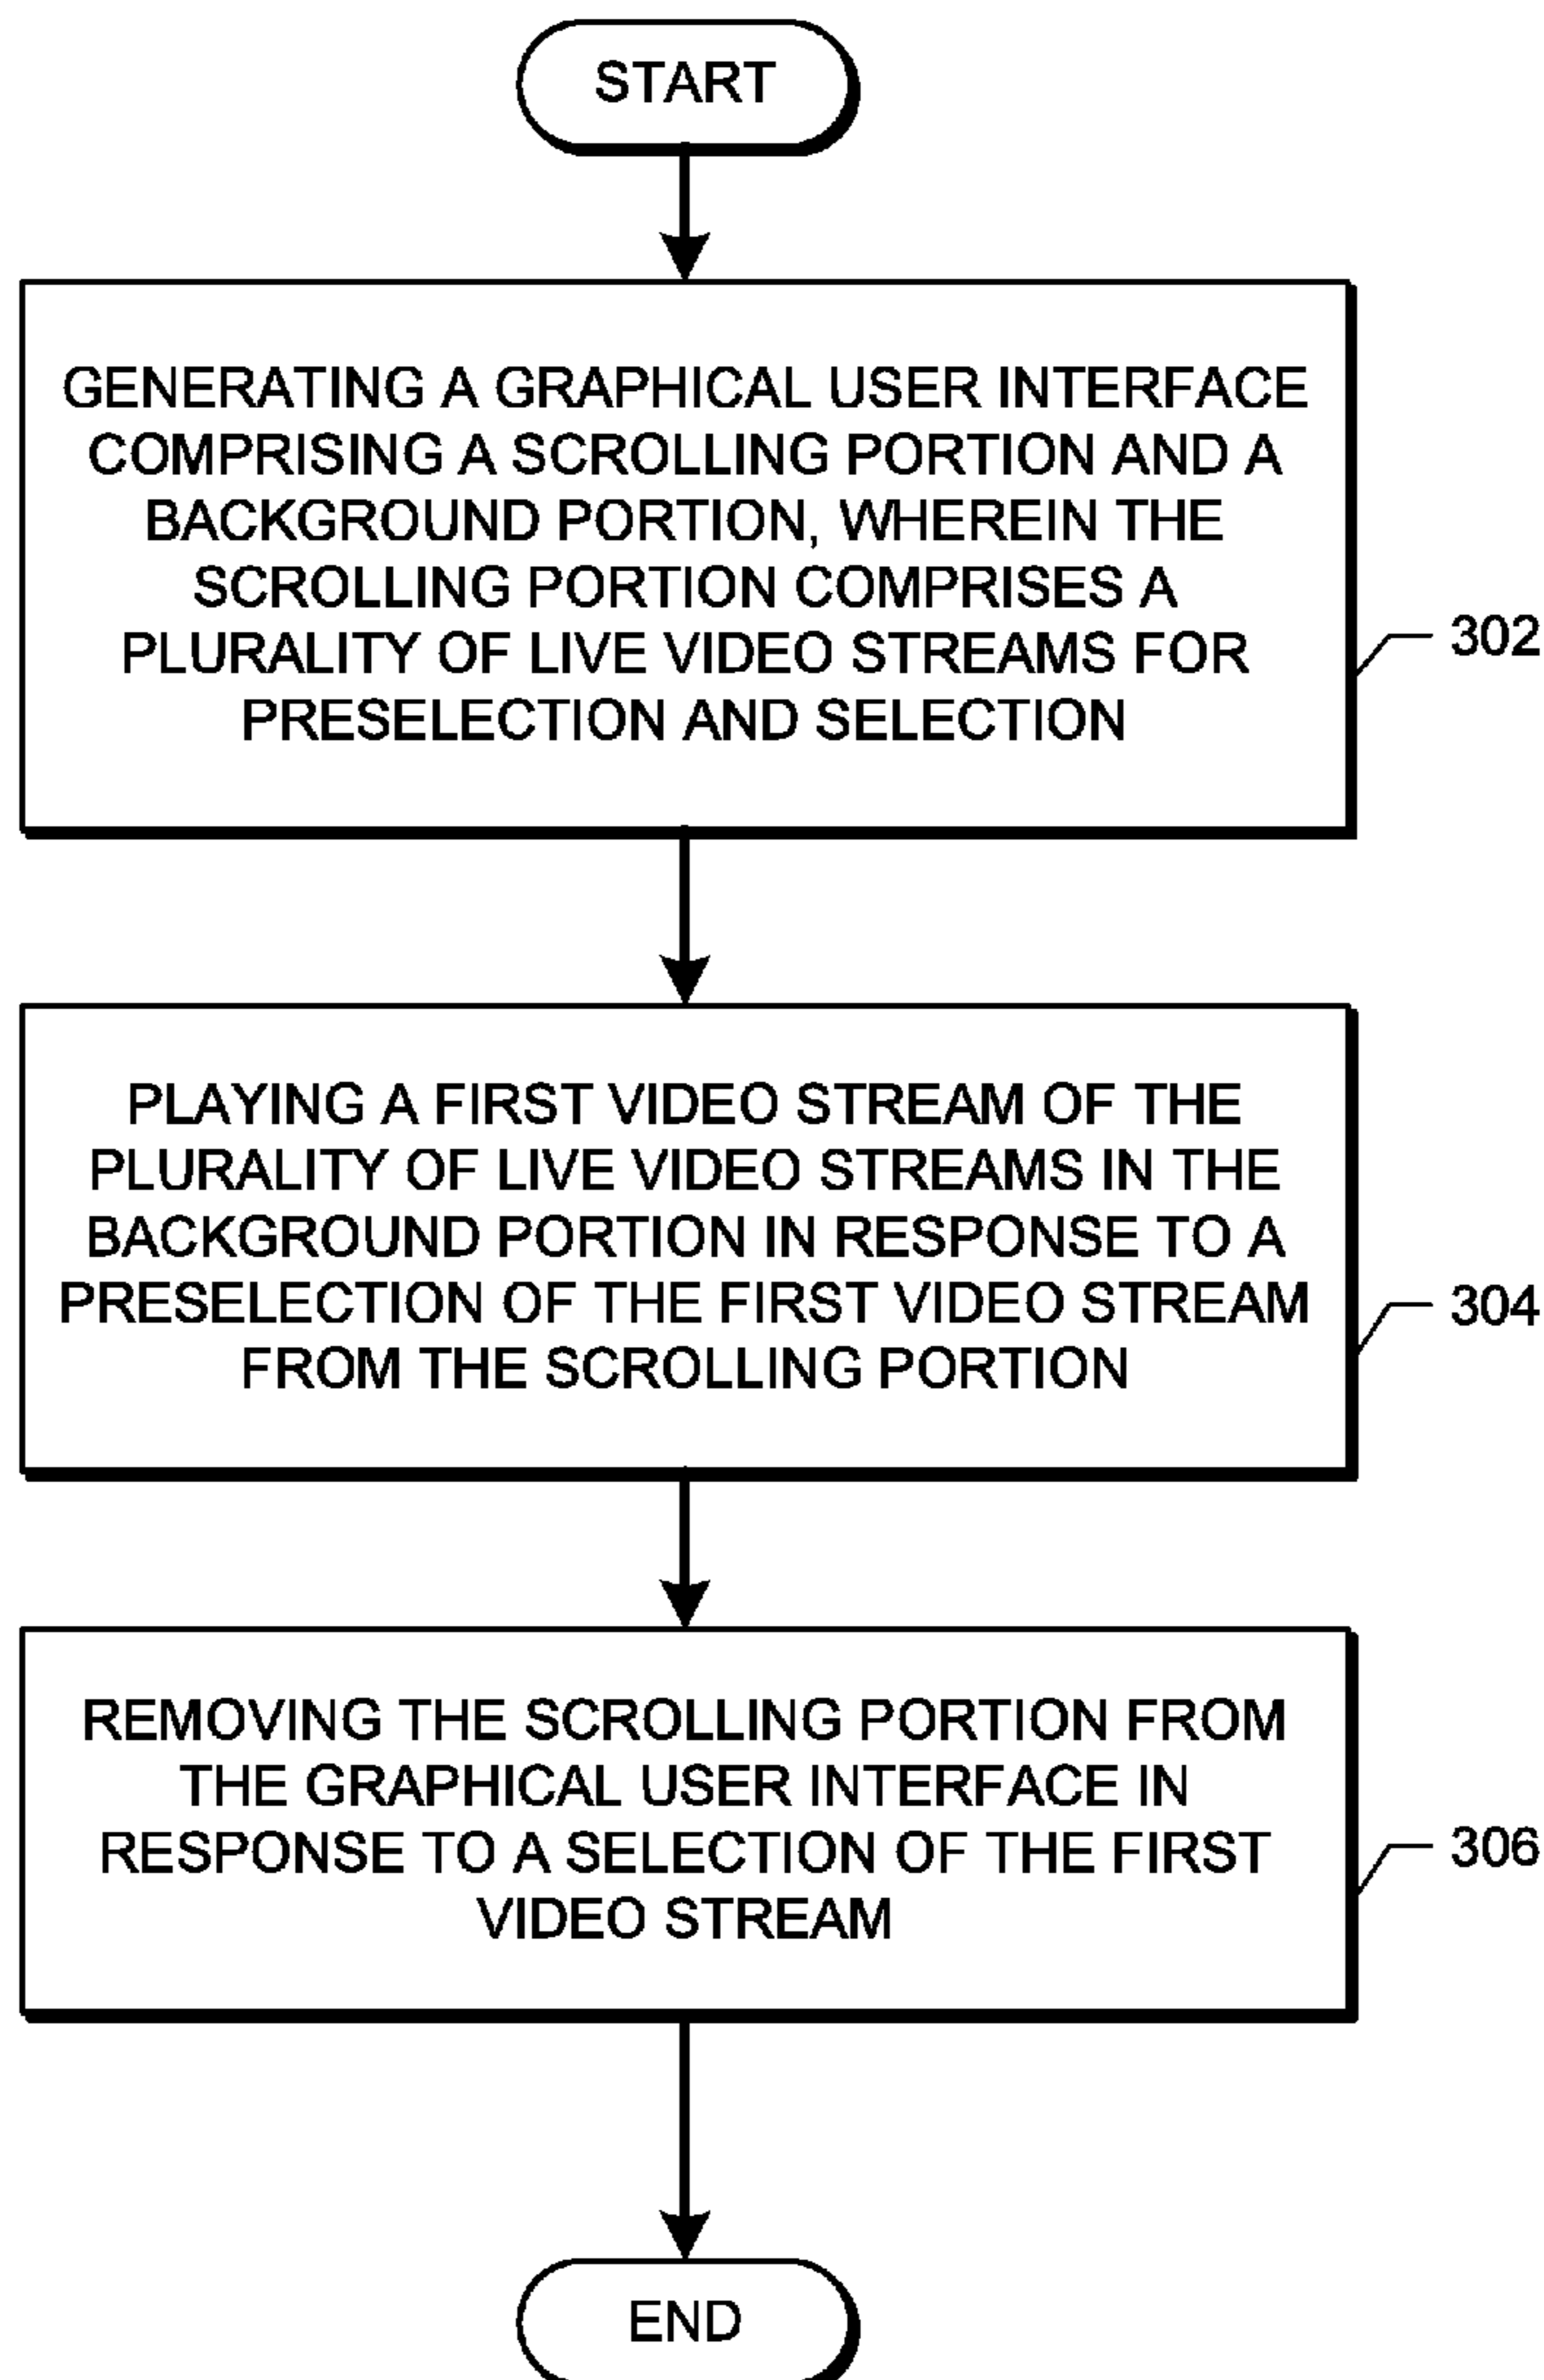 START
GENERATING A GRAPHICAL USER INTERFACE
COMPRISING A SCROLLING PORTION AND A
BACKGROUND PORTION, WHEREIN THE
SCROLLING PORTION COMPRISES A
PLURALITY OF LIVE VIDEO STREAMS FOR
PRESELECTION AND SELECTION
302
PLAYING A FIRST VIDEO STREAM OF THE
PLURALITY OF LIVE VIDEO STREAMS IN THE
BACKGROUND PORTION IN RESPONSE TO A
PRESELECTION OF THE FIRST VIDEO STREAM
FROM THE SCROLLING PORTION
304
REMOVING THE SCROLLING PORTION FROM
THE GRAPHICAL USER INTERFACE IN
RESPONSE TO A SELECTION OF THE FIRST
VIDEO STREAM
306
END